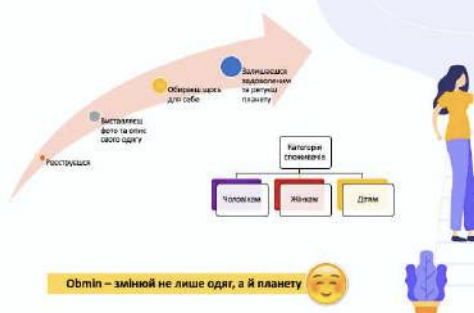 Реєструєшся
Виставляєш
фото та опис
свого одягу
Обираєш щось
для себе
Залишаєшся
задоволеним
та рятуєш
планету
Категорія
споживачів
Чоловікам
Жінкам
Дітям
Obmin – змінюй не лише одяг, а й планету